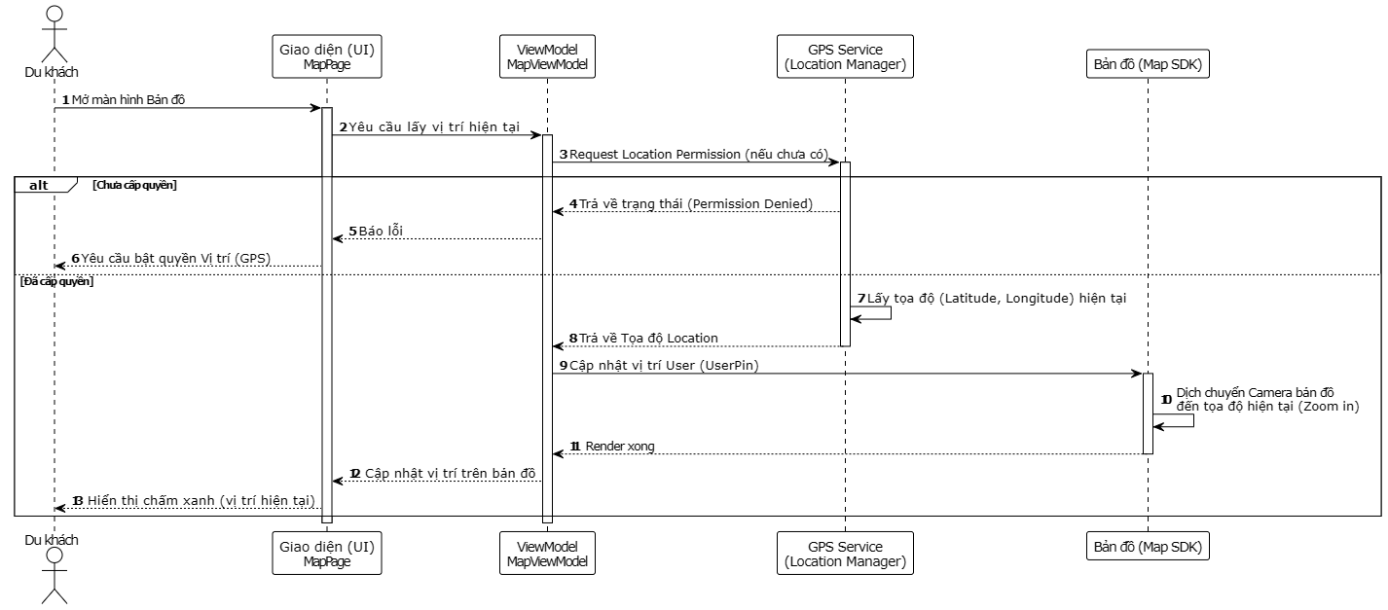 Du khách
Giao diện (UI)
MapPage
ViewModel
MapViewModel
GPS Service
(Location Manager)
Bản đồ (Map SDK)
1 Mở màn hình Bản đồ
2 Yêu cầu lấy vị trí hiện tại
3 Request Location Permission (nếu chưa có)
alt [Chưa cấp quyền]
4 Trả về trạng thái (Permission Denied)
5 Báo lỗi
6 Yêu cầu bật quyền Vị trí (GPS)
[Đã cấp quyền]
7 Lấy tọa độ (Latitude, Longitude) hiện tại
8 Trả về Tọa độ Location
9 Cập nhật vị trí User (UserPin)
10 Dịch chuyển Camera bản đồ
đến tọa độ hiện tại (Zoom in)
11 Render xong
12 Cập nhật vị trí trên bản đồ
13 Hiển thị chấm xanh (vị trí hiện tại)
Du khách
Giao diện (UI)
MapPage
ViewModel
MapViewModel
GPS Service
(Location Manager)
Bản đồ (Map SDK)